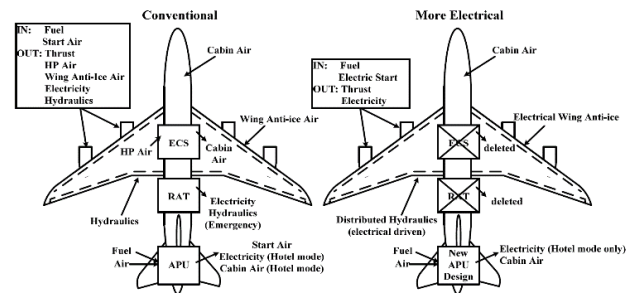 Conventional
IN: Fuel
Start Air
OUT: Thrust
HP Air
Wing Anti-Ice Air
Electricity
Hydraulics
Cabin Air
Wing Anti-ice Air
HP Air
ECS
Cabin
Air
RAT
Hydraulics
Electricity
Hydraulics
(Emergency)
Fuel
Air
APU
Start Air
Electricity (Hotel mode)
Cabin Air (Hotel mode)
More Electrical
IN: Fuel
Electric Start
OUT: Thrust
Electricity
Cabin Air
Electrical Wing Anti-ice
ECS
deleted
RAT
deleted
Distributed Hydraulics
(electrical driven)
Fuel
Air
New
APU
Design
Electricity (Hotel mode only)
Cabin Air